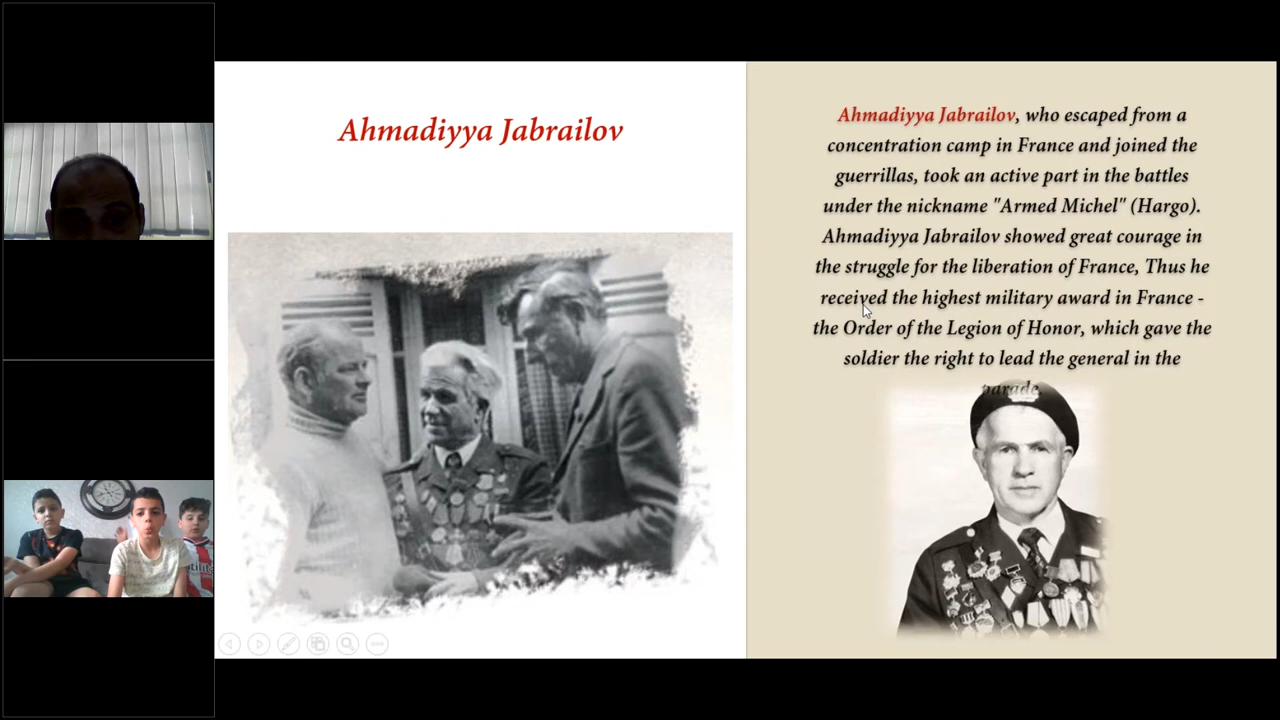 Ahmadiyya Jabrailov
Ahmadiyya Jabrailov, who escaped from a
concentration camp in France and joined the
guerrillas, took an active part in the battles
under the nickname "Armed Michel" (Hargo).
Ahmadiyya Jabrailov showed great courage in
the struggle for the liberation of France, Thus he
received the highest military award in France -
the Order of the Legion of Honor, which gave the
soldier the right to lead the general in the
parade.